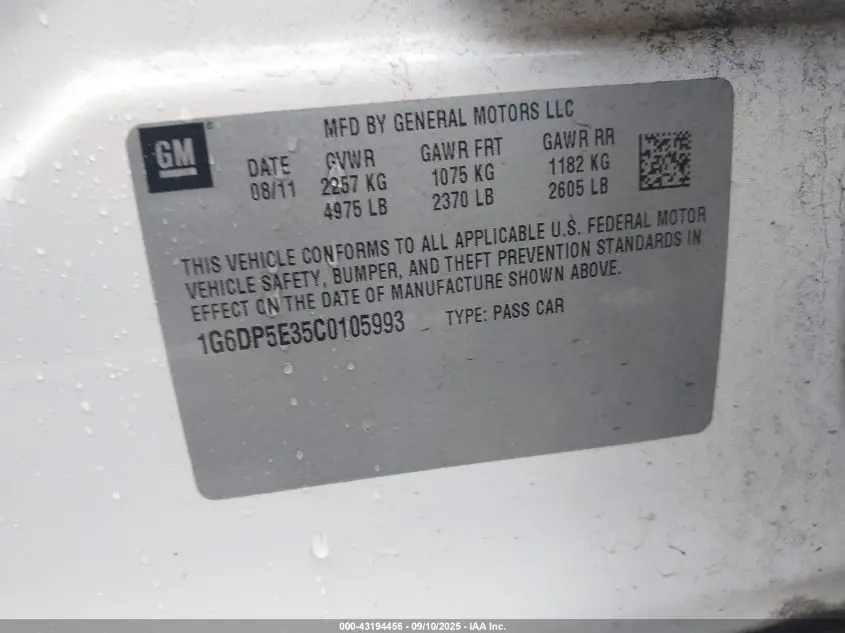 MFD BY GENERAL MOTORS LLC
GM
DATE GVWR GAWR FRT GAWR RR
08/11 2257 KG 1075 KG 1182 KG
4975 LB 2370 LB 2605 LB
THIS VEHICLE CONFORMS TO ALL APPLICABLE U.S. FEDERAL MOTOR
VEHICLE SAFETY, BUMPER, AND THEFT PREVENTION STANDARDS IN
EFFECT ON THE DATE OF MANUFACTURE SHOWN ABOVE.
1G6DP5E35C0105993 TYPE: PASS CAR
000-43194456 - 09/10/2025 - IAA Inc.